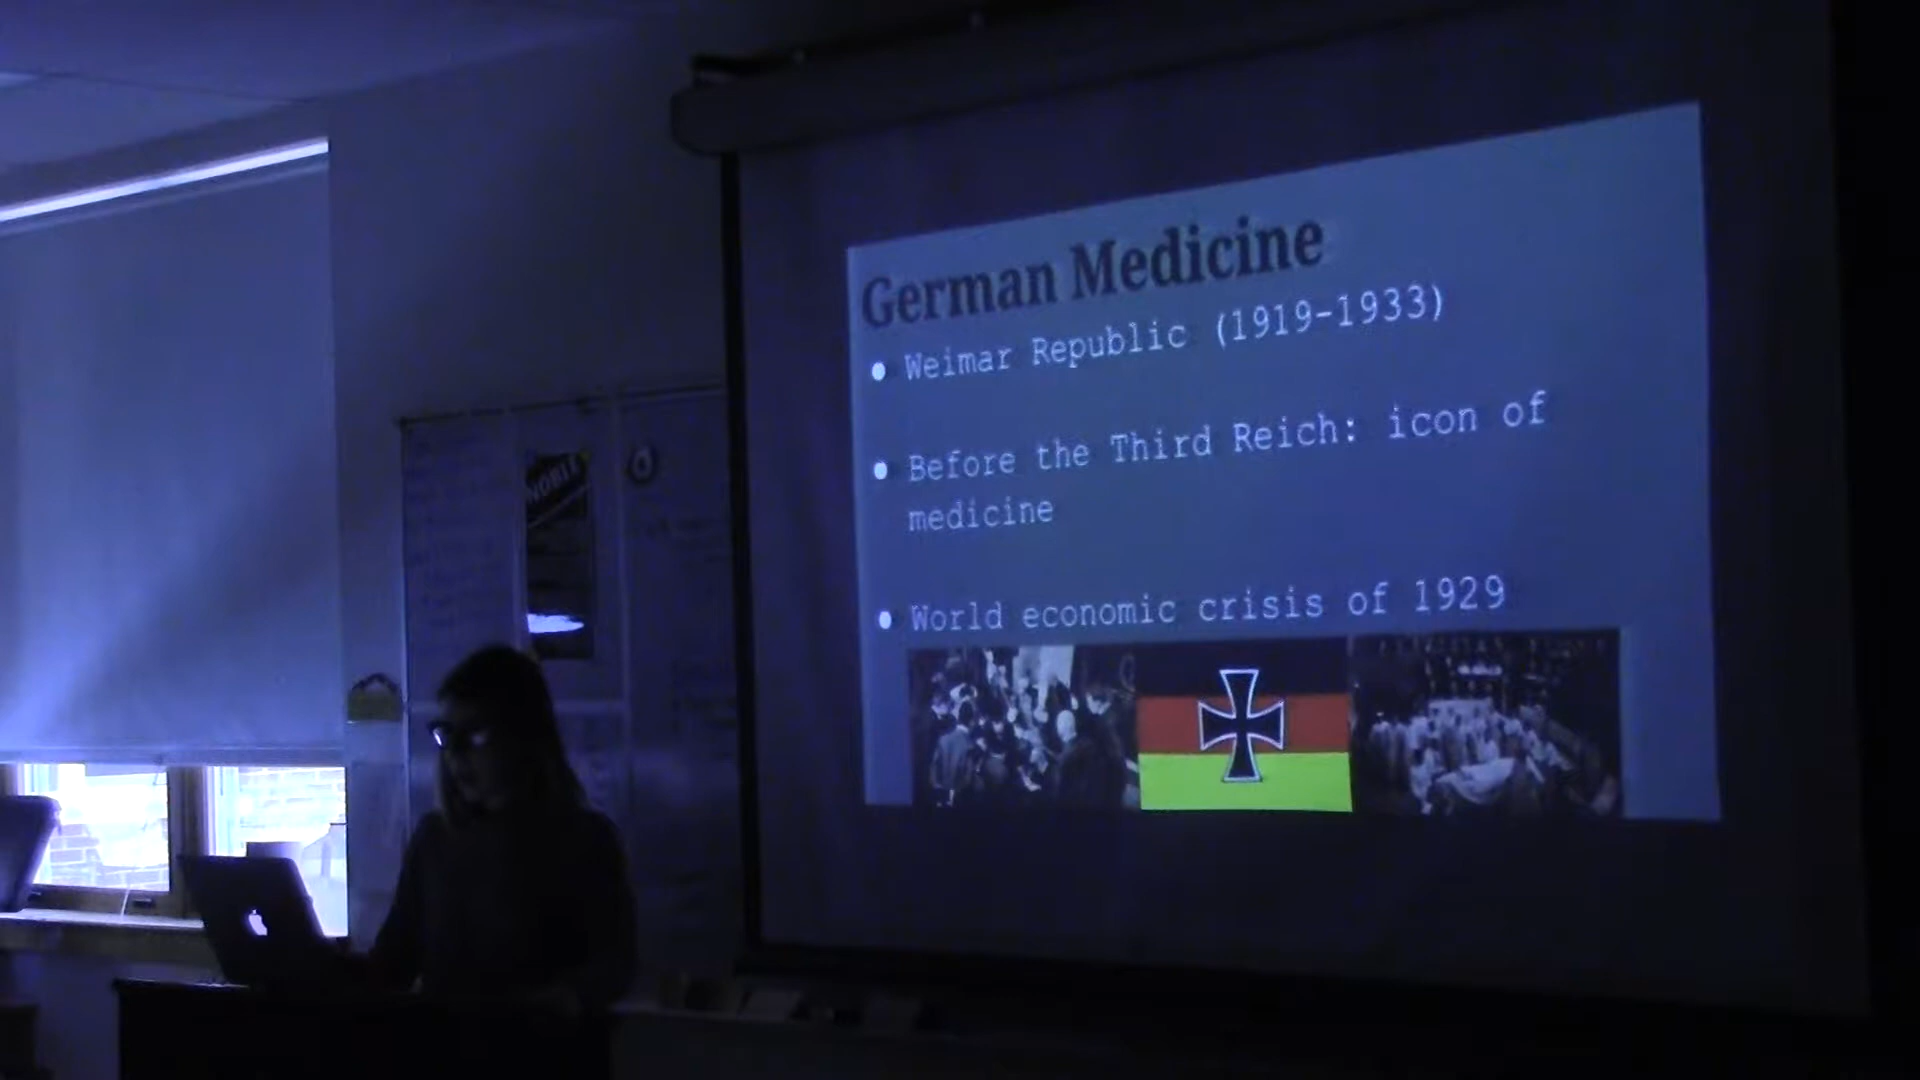 German Medicine
• Weimar Republic (1919-1933)
• Before the Third Reich: icon of
medicine
• World economic crisis of 1929